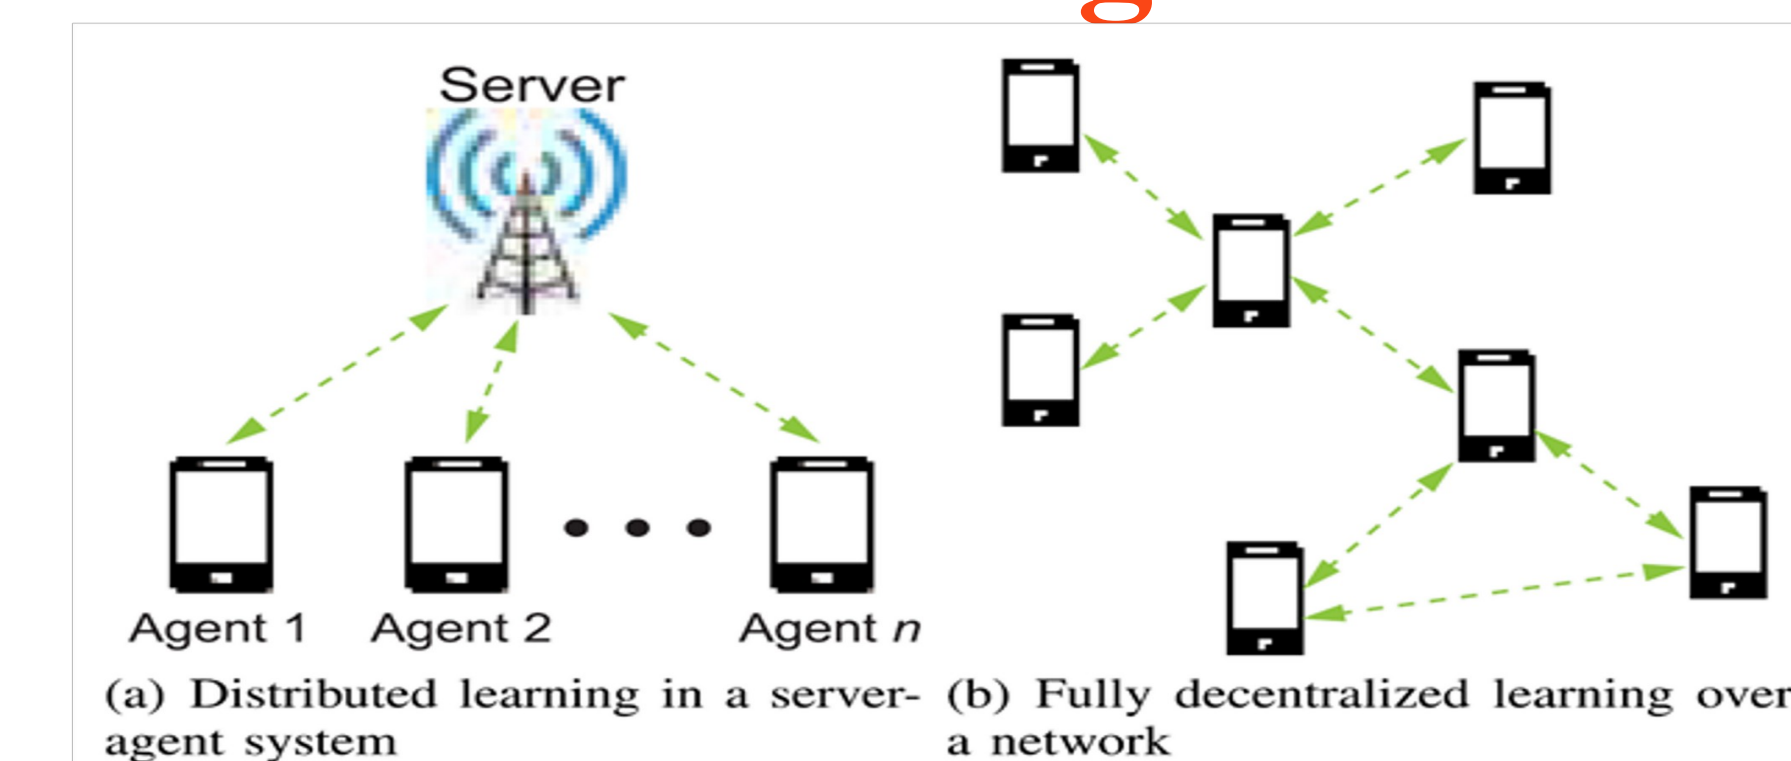 g
Server
Agent 1 Agent 2 Agent n
(a) Distributed learning in a server-
agent system
(b) Fully decentralized learning over
a network